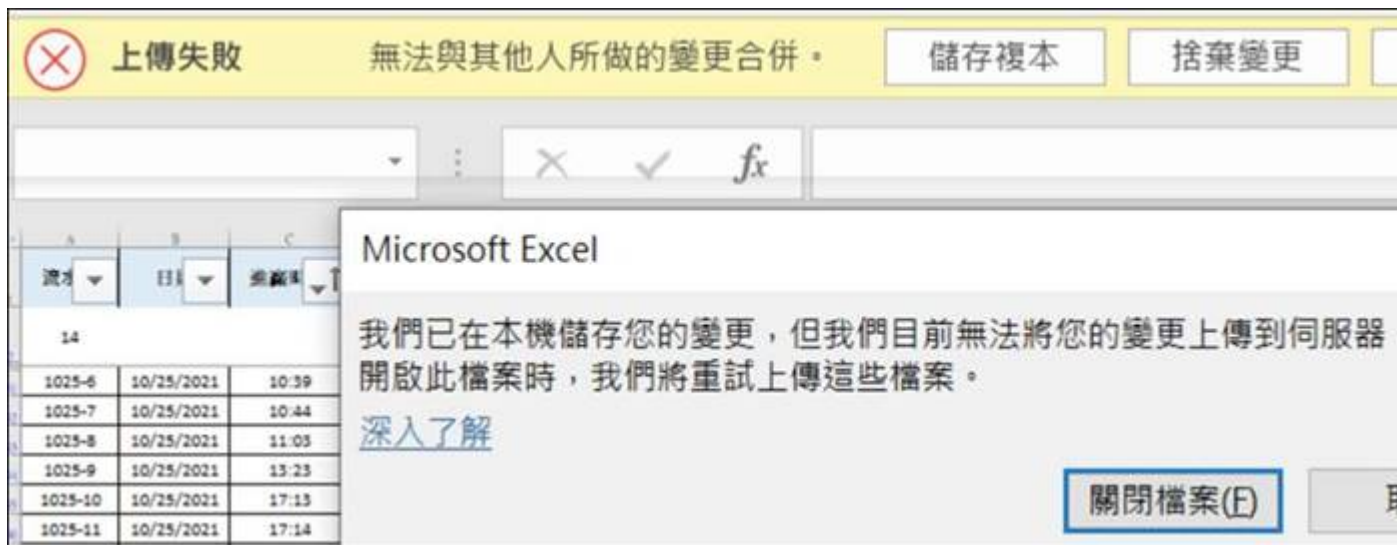 上傳失敗 無法與其他人所做的變更合併。 儲存複本 捨棄變更
fx
A B C
14
Microsoft Excel
我們已在本機儲存您的變更，但我們目前無法將您的變更上傳到伺服器
開啟此檔案時，我們將重試上傳這些檔案。
深入了解
1025-6 10/25/2021 10:39
1025-7 10/25/2021 10:44
1025-8 10/25/2021 11:03
1025-9 10/25/2021 13:23
1025-10 10/25/2021 17:13
1025-11 10/25/2021 17:14
關閉檔案(F)